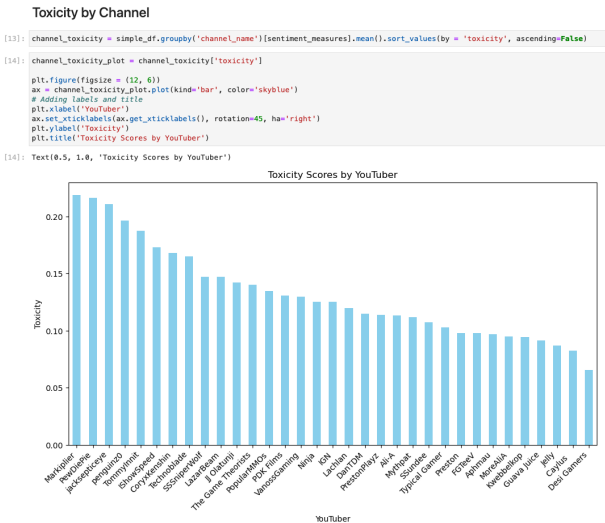 Toxicity by Channel
[13]: channel_toxicity = simple_df.groupby('channel_name')[sentiment_measures].mean().sort_values(by = 'toxicity', ascending=False)
[14]: channel_toxicity_plot = channel_toxicity['toxicity']
plt.figure(figsize = (12, 6))
ax = channel_toxicity_plot.plot(kind='bar', color='skyblue')
# Adding labels and title
plt.xlabel('YouTuber')
ax.set_xticklabels(ax.get_xticklabels(), rotation=45, ha='right')
plt.ylabel('Toxicity')
plt.title('Toxicity Scores by YouTuber')
[14]: Text(0.5, 1.0, 'Toxicity Scores by YouTuber')
Toxicity Scores by YouTuber
0.20
0.15
0.10
0.05
0.00
Toxicity
Markiplier
PewDiePie
jacksepticeye
penguinz0
TommyInnit
IShowSpeed
CoryxKenshin
Technoblade
SSSniperWolf
LazarBeam
JJ Olatunji
The Game Theorists
PopularMMOs
PDK Films
VanossGaming
Ninja
IGN
Lachlan
DanTDM
PrestonPlayz
Ali-A
Mythpat
SSundee
Typical Gamer
Preston
FGTeeV
Aphmau
MoreAliA
Kwebbelkop
Guava Juice
Jelly
Caylus
Desi Gamers
YouTuber